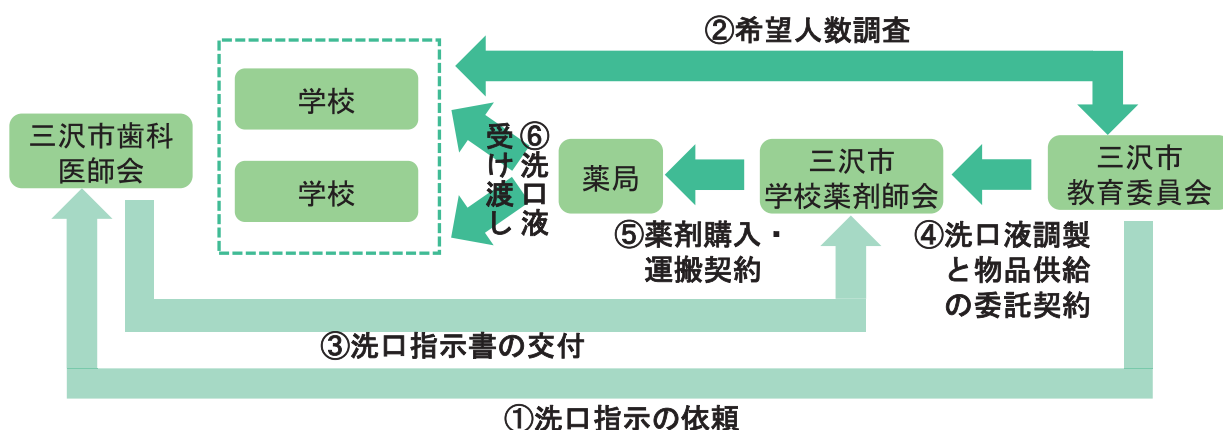 ②希望人数調査
学校
学校
三沢市歯科
医師会
⑥洗口液
受け渡し
薬局
三沢市
学校薬剤師会
三沢市
教育委員会
⑤薬剤購入・
運搬契約
④洗口液調製
と物品供給
の委託契約
③洗口指示書の交付
①洗口指示の依頼